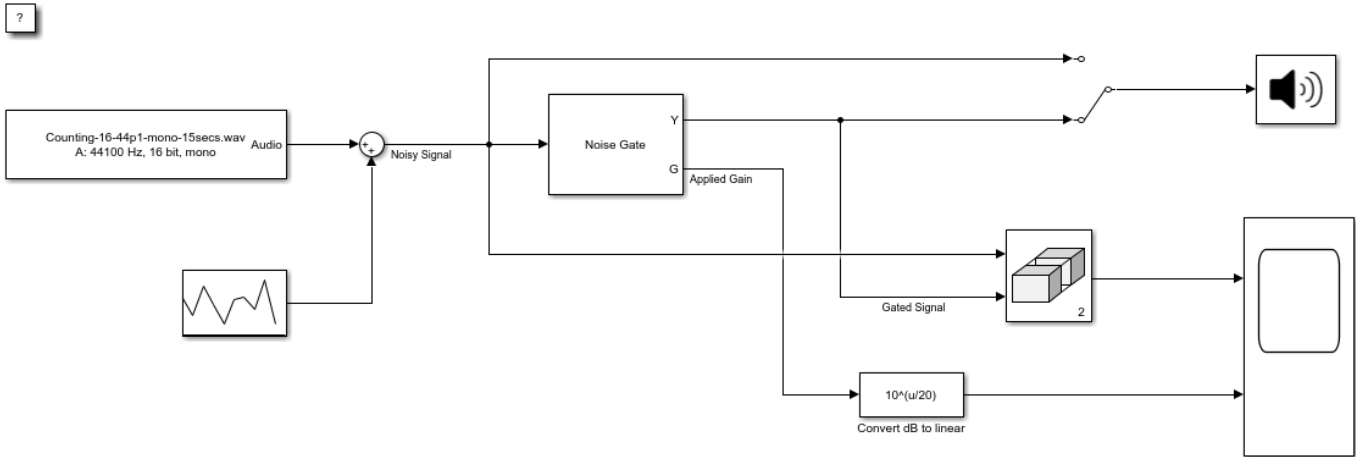 ?
Counting-16-44p1-mono-15secs.wav
A: 44100 Hz, 16 bit, mono
Audio
+
+
Noisy Signal
Noise Gate
Y
G
Applied Gain
Gated Signal
2
10^(u/20)
Convert dB to linear